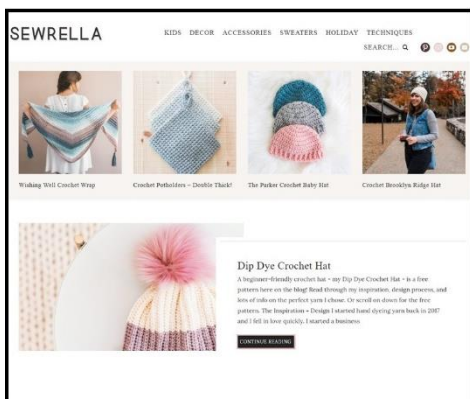 SEWRELLA
KIDS DECOR ACCESSORIES SWEATERS HOLIDAY TECHNIQUES
SEARCH...
Wishing Well Crochet Wrap
Crochet Potholders – Double Thick!
The Parker Crochet Baby Hat
Crochet Brooklyn Ridge Hat
Dip Dye Crochet Hat
A beginner-friendly crochet hat - my Dip Dye Crochet Hat - is a free
pattern here on the blog! Read through my inspiration, design process, and
lots of info on the perfect yarn I chose. Or scroll on down for the free
pattern. The Inspiration + Design I started hand dyeing yarn back in 2017
and I fell in love quickly. I started a business
CONTINUE READING